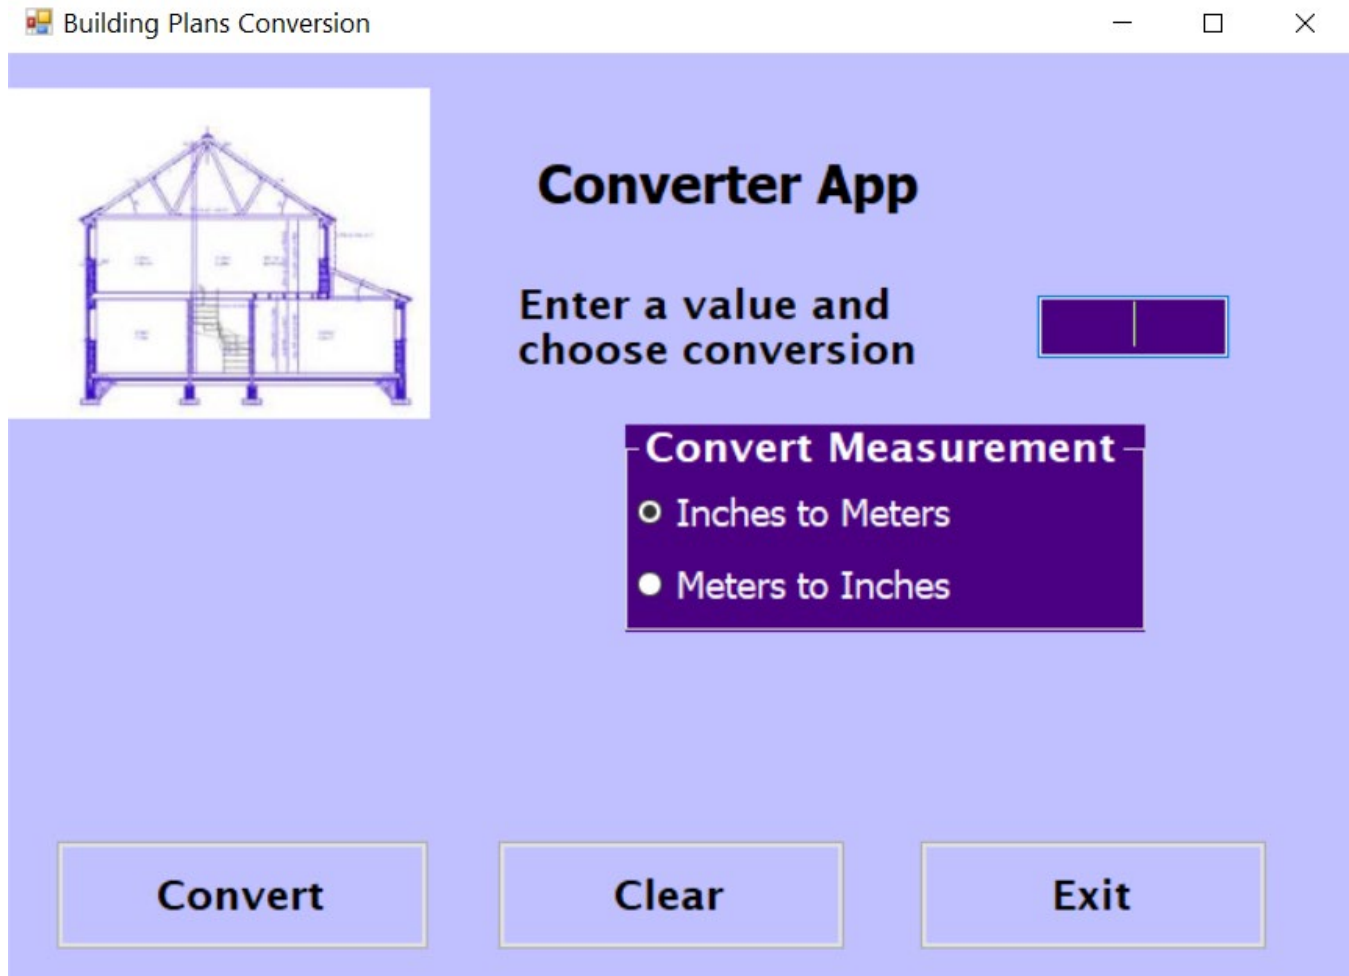 Building Plans Conversion
Converter App
Enter a value and
choose conversion
Convert Measurement
Inches to Meters
Meters to Inches
Convert
Clear
Exit